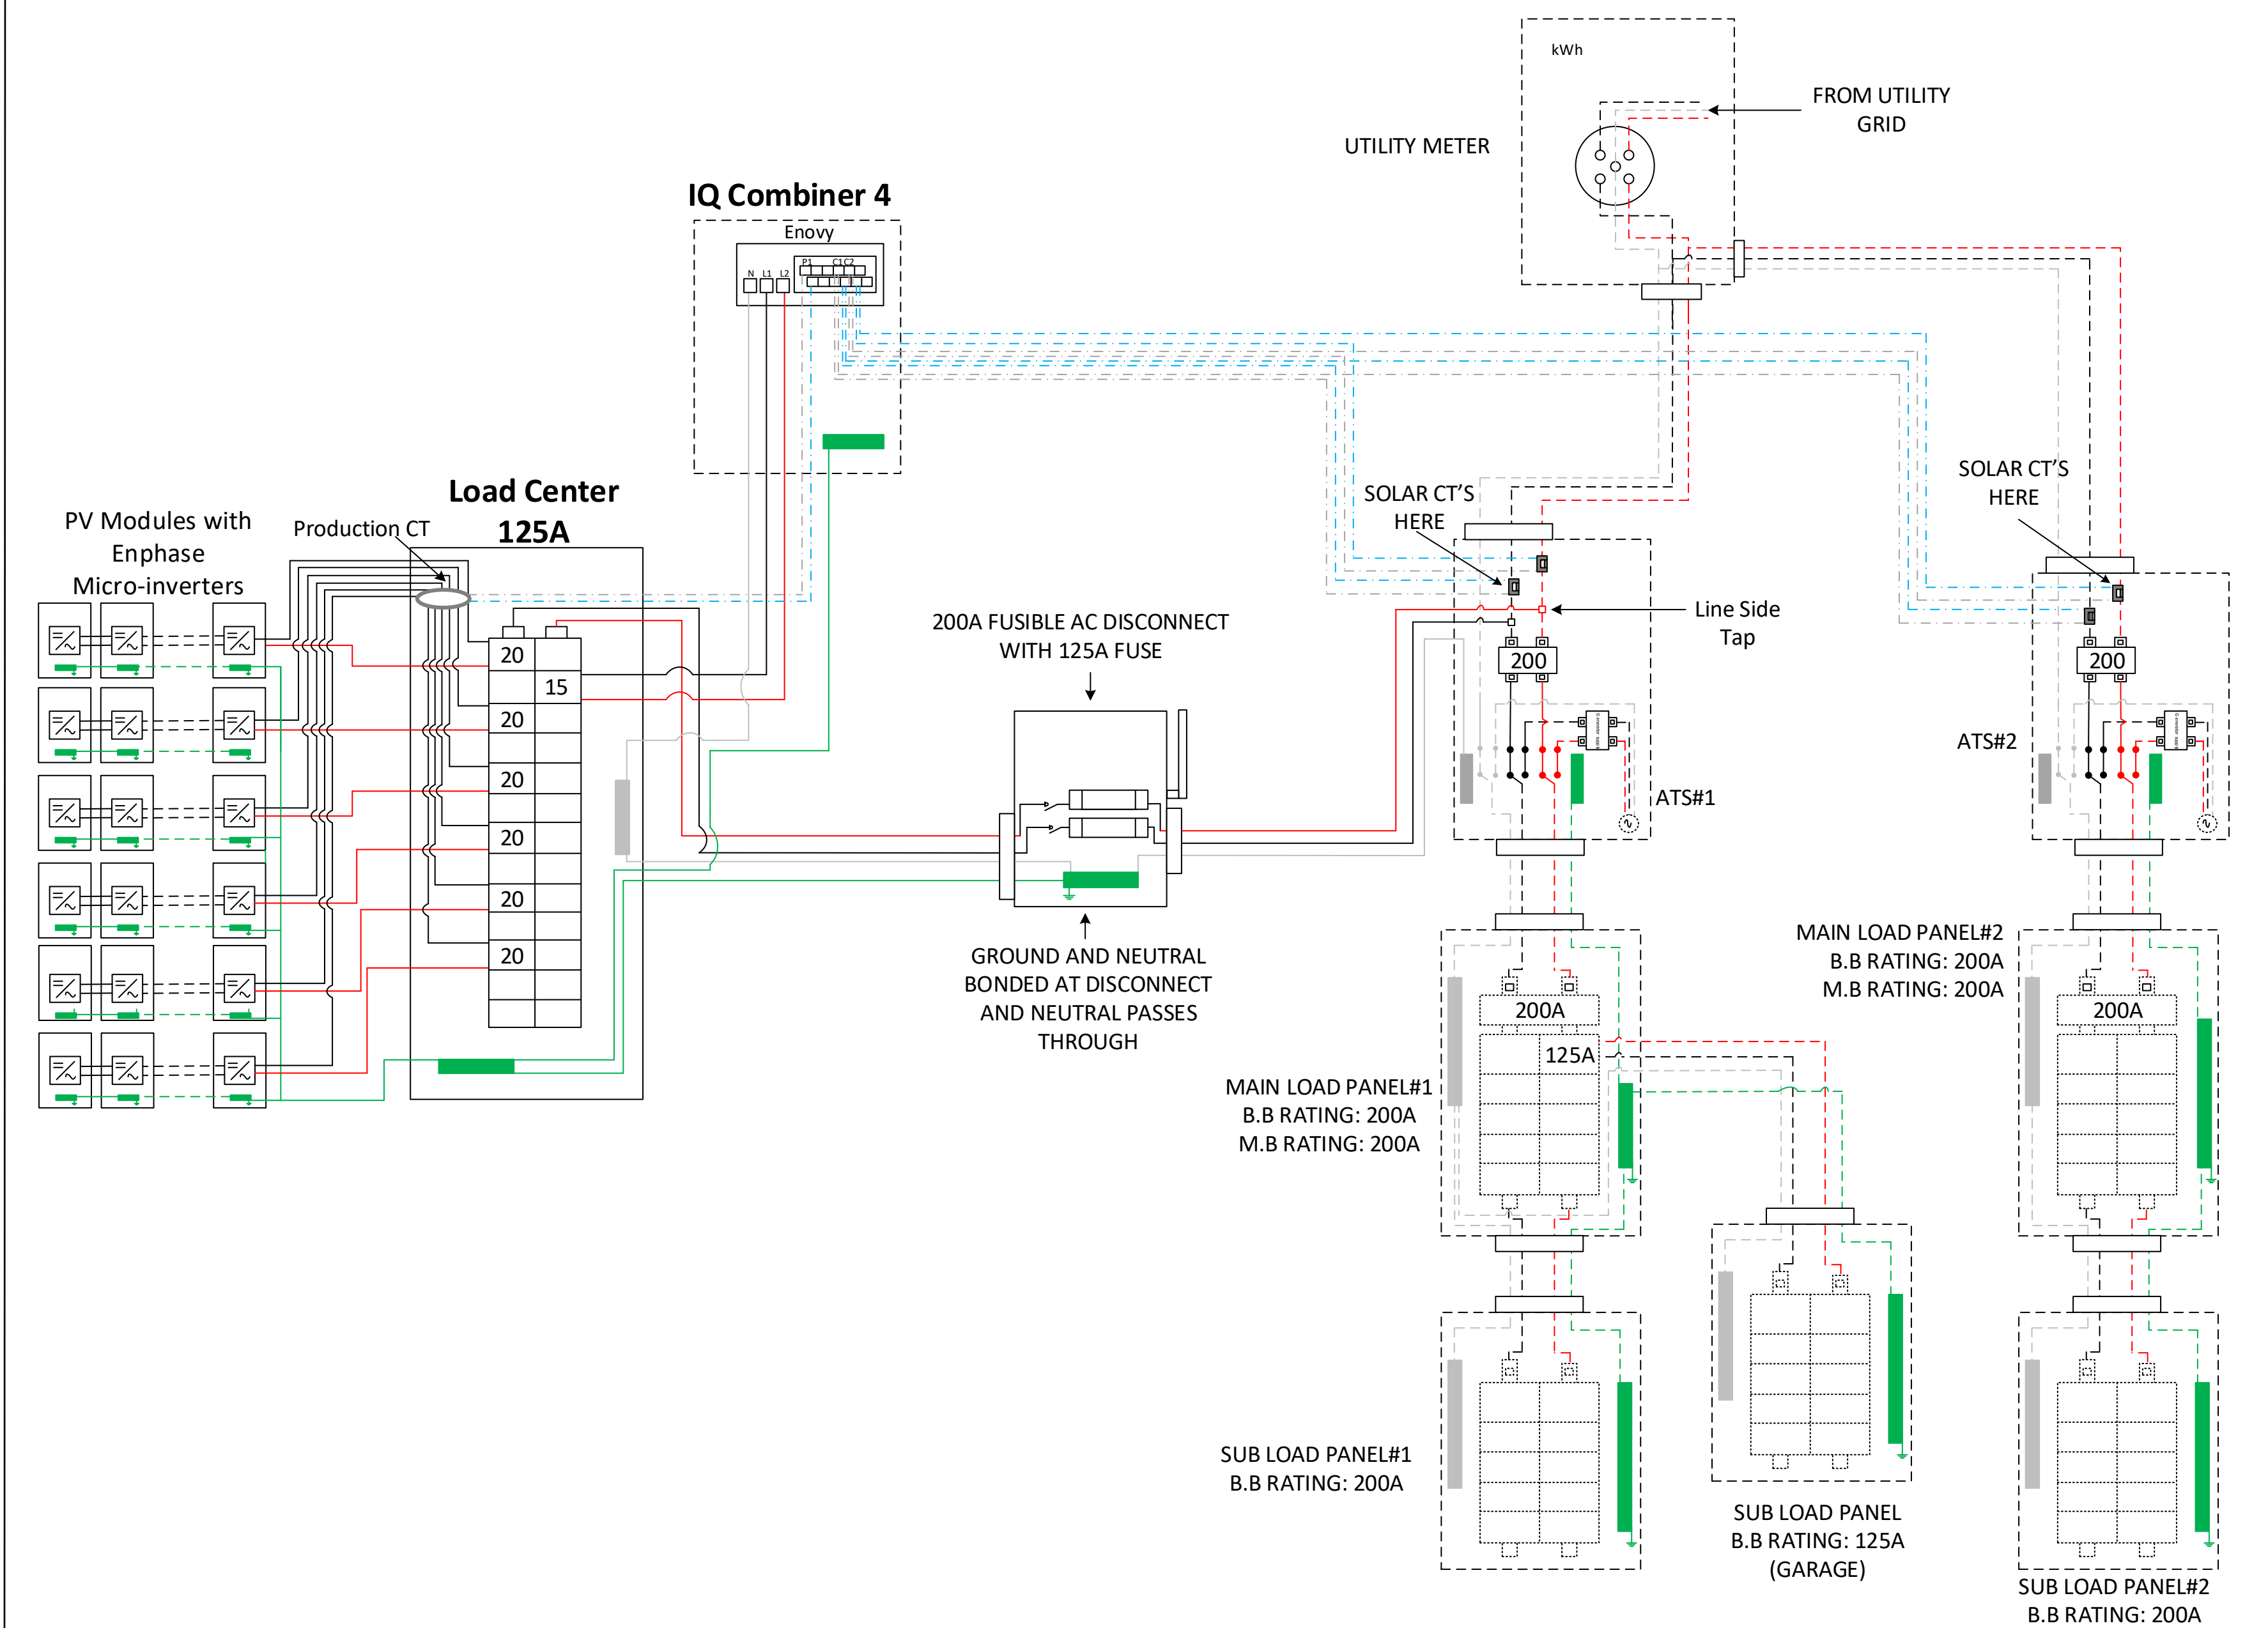 kWh
FROM UTILITY
GRID
UTILITY METER
IQ Combiner 4
Enovy
P1
C1
C2
N
L1
L2
SOLAR CT'S
HERE
SOLAR CT'S
HERE
Load Center
125A
PV Modules with
Enphase
Micro-inverters
Production CT
200A FUSIBLE AC DISCONNECT
WITH 125A FUSE
Line Side
Tap
20
15
20
20
20
20
20
200
200
ATS#1
ATS#2
GROUND AND NEUTRAL
BONDED AT DISCONNECT
AND NEUTRAL PASSES
THROUGH
MAIN LOAD PANEL#2
B.B RATING: 200A
M.B RATING: 200A
200A
125A
200A
MAIN LOAD PANEL#1
B.B RATING: 200A
M.B RATING: 200A
SUB LOAD PANEL#1
B.B RATING: 200A
SUB LOAD PANEL
B.B RATING: 125A
(GARAGE)
SUB LOAD PANEL#2
B.B RATING: 200A